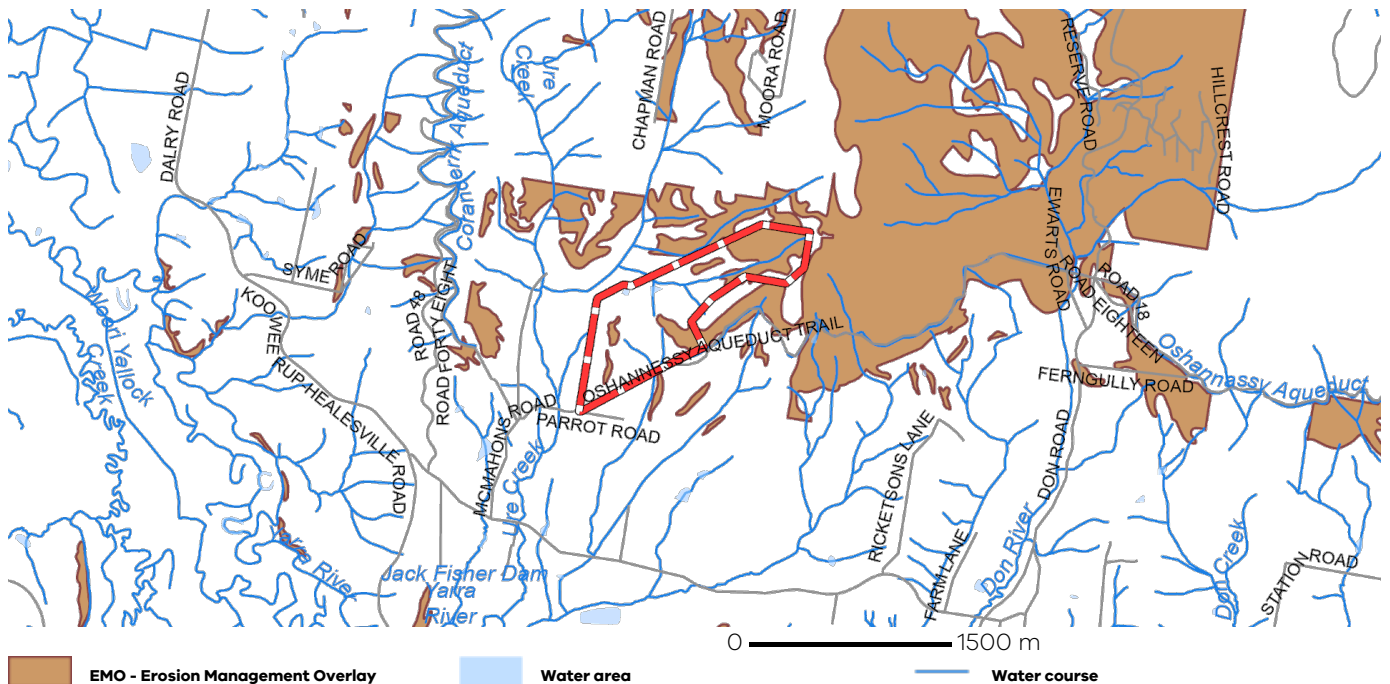 DALRY ROAD
Coranderrk Aqueduct
Ure
Creek
CHAPMAN ROAD
MOORA ROAD
RESERVE ROAD
HILLCREST ROAD
SYME ROAD
EWARTS ROAD
ROAD 48
ROAD FORTY EIGHT
ROAD 18
ROAD EIGHTEEN
KOO WEE RUP-HEALESVILLE ROAD
Woori Yallock
Creek
OSHANNESSY AQUEDUCT TRAIL
Oshannassy Aqueduct
FERNGULLY ROAD
MCMAHONS ROAD
PARROT ROAD
Ure Creek
RICKETSONS LANE
DON ROAD
Yarra River
Jack Fisher Dam
Yarra
River
FARM LANE
Don River
Don Creek
STATION ROAD
0 1500 m
EMO - Erosion Management Overlay
Water area
Water course